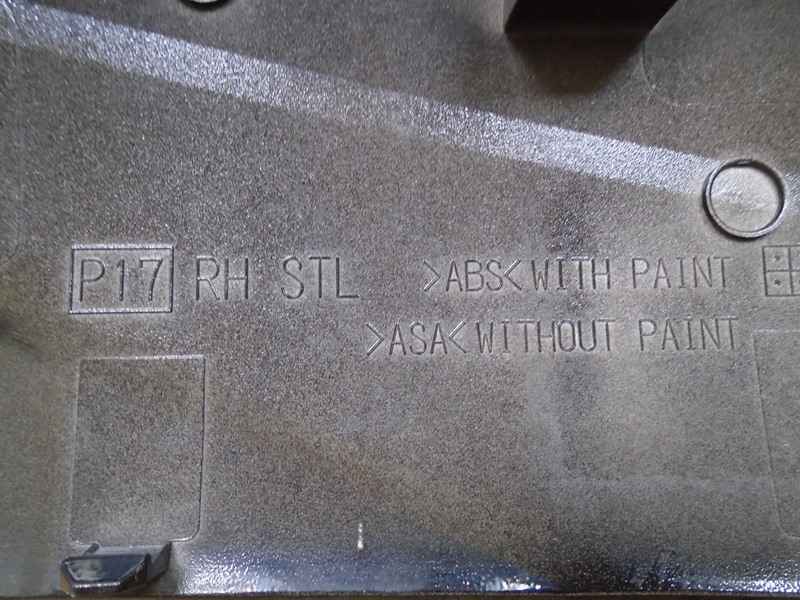 P17 RH STL >ABS< WITH PAINT
>ASA< WITHOUT PAINT